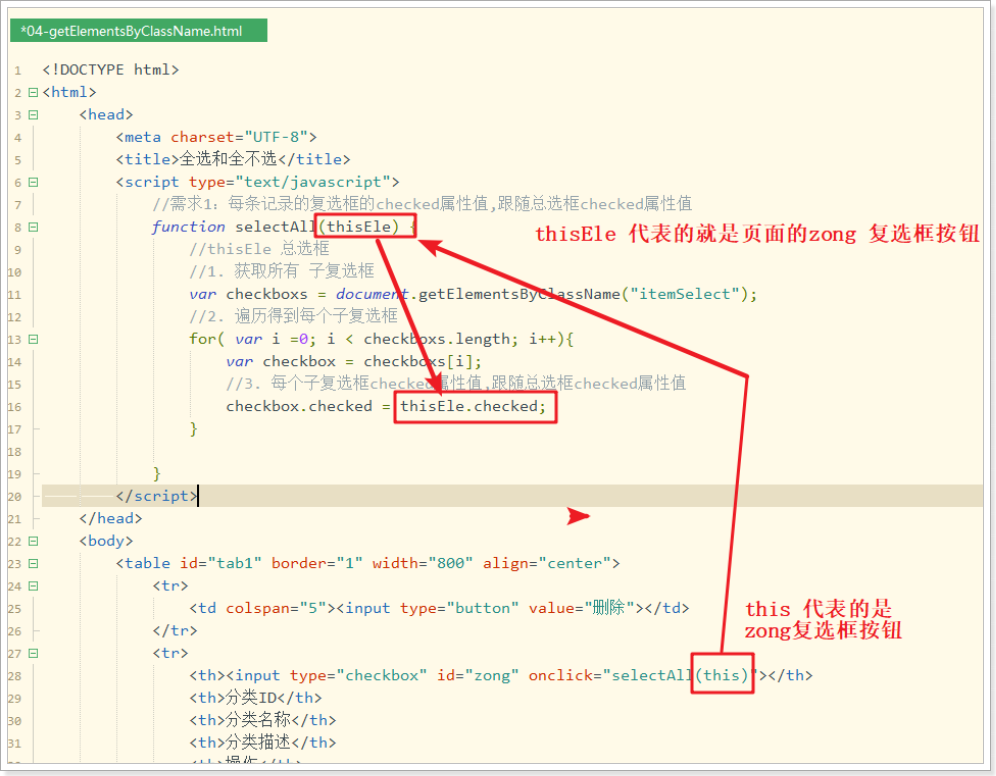 *04-getElementsByClassName.html
1 <!DOCTYPE html>
2 <html>
3 <head>
4 <meta charset="UTF-8">
5 <title>全选和全不选</title>
6 <script type="text/javascript">
7 //需求1：每条记录的复选框的checked属性值,跟随总选框checked属性值
8 function selectAll(thisEle) {
thisEle 代表的就是页面的zong 复选框按钮
9 //thisEle 总选框
10 //1. 获取所有 子复选框
11 var checkboxs = document.getElementsByClassName("itemSelect");
12 //2. 遍历得到每个子复选框
13 for( var i =0; i < checkboxs.length; i++){
14 var checkbox = checkboxs[i];
15 //3. 每个子复选框checked属性值,跟随总选框checked属性值
16 checkbox.checked = thisEle.checked;
17 }
18
19 }
20 </script>
21 </head>
22 <body>
23 <table id="tab1" border="1" width="800" align="center">
24 <tr>
25 <td colspan="5"><input type="button" value="删除"></td>
26 </tr>
this 代表的是
zong复选框按钮
27 <tr>
28 <th><input type="checkbox" id="zong" onclick="selectAll(this)"></th>
29 <th>分类ID</th>
30 <th>分类名称</th>
31 <th>分类描述</th>
<th>操作</th>